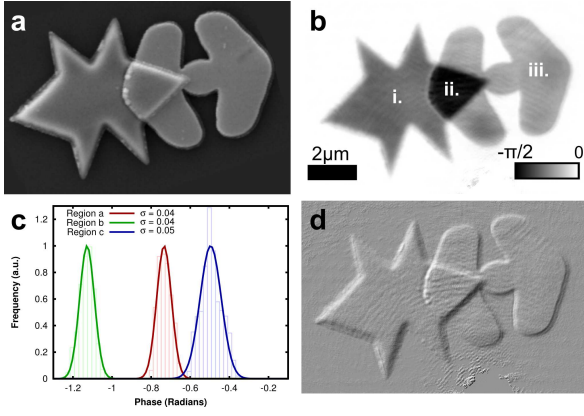 a
b
i.
ii.
iii.
2μm
-π/2 0
c
Region a σ = 0.04
Region b σ = 0.04
Region c σ = 0.05
1.2
1
0.8
0.6
0.4
0.2
0
Frequency (a.u.)
-1.2 -1 -0.8 -0.6 -0.4 -0.2
Phase (Radians)
d